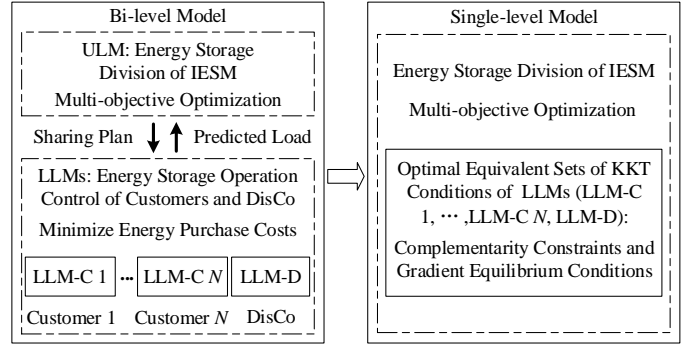 Bi-level Model
ULM: Energy Storage
Division of IESM
Multi-objective Optimization
Sharing Plan
Predicted Load
LLMs: Energy Storage Operation
Control of Customers and DisCo
Minimize Energy Purchase Costs
LLM-C 1 ··· LLM-C N LLM-D
Customer 1 Customer N DisCo
Single-level Model
Energy Storage Division of IESM
Multi-objective Optimization
Optimal Equivalent Sets of KKT
Conditions of LLMs (LLM-C
1, ··· ,LLM-C N, LLM-D):
Complementarity Constraints and
Gradient Equilibrium Conditions